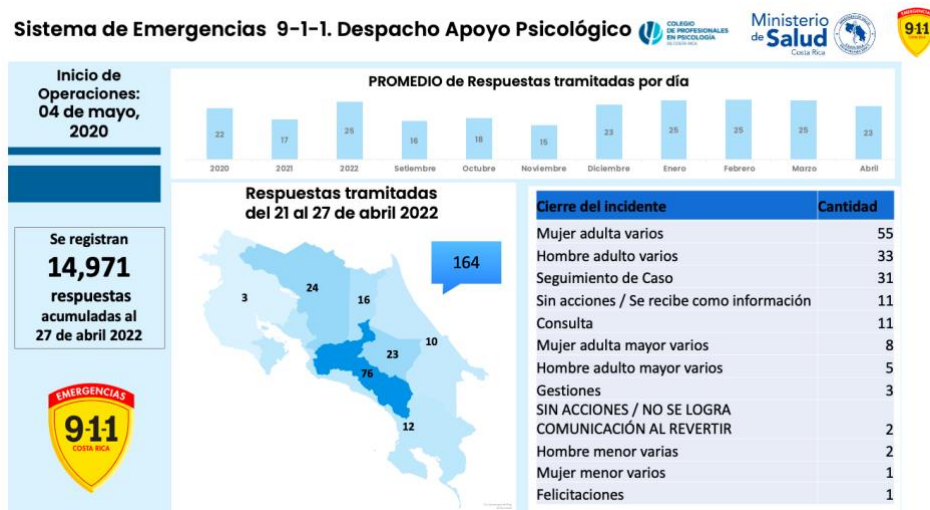 Sistema de Emergencias 9-1-1. Despacho Apoyo Psicológico
COLEGIO
DE PROFESIONALES
EN PSICOLOGÍA
DE COSTA RICA
Ministerio
de Salud
Costa Rica
911
COSTA RICA
Inicio de
Operaciones:
04 de mayo,
2020
PROMEDIO de Respuestas tramitadas por día
22 17 25 16 18 15 23 25 25 25 23
2020 2021 2022 Setiembre Octubre Noviembre Diciembre Enero Febrero Marzo Abril
Se registran
14,971
respuestas
acumuladas al
27 de abril 2022
EMERGENCIAS
9-1-1
COSTA RICA
Respuestas tramitadas
del 21 al 27 de abril 2022
164
24
3
16
10
23
76
12
Cierre del incidente Cantidad
Mujer adulta varios 55
Hombre adulto varios 33
Seguimiento de Caso 31
Sin acciones / Se recibe como información 11
Consulta 11
Mujer adulta mayor varios 8
Hombre adulto mayor varios 5
Gestiones 3
SIN ACCIONES / NO SE LOGRA
COMUNICACIÓN AL REVERTIR 2
Hombre menor varias 2
Mujer menor varios 1
Felicitaciones 1